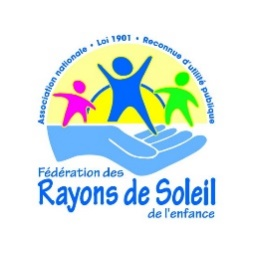 Association nationale • Loi 1901 • Reconnue d'utilité publique
Fédération des
Rayons de Soleil
de l'enfance